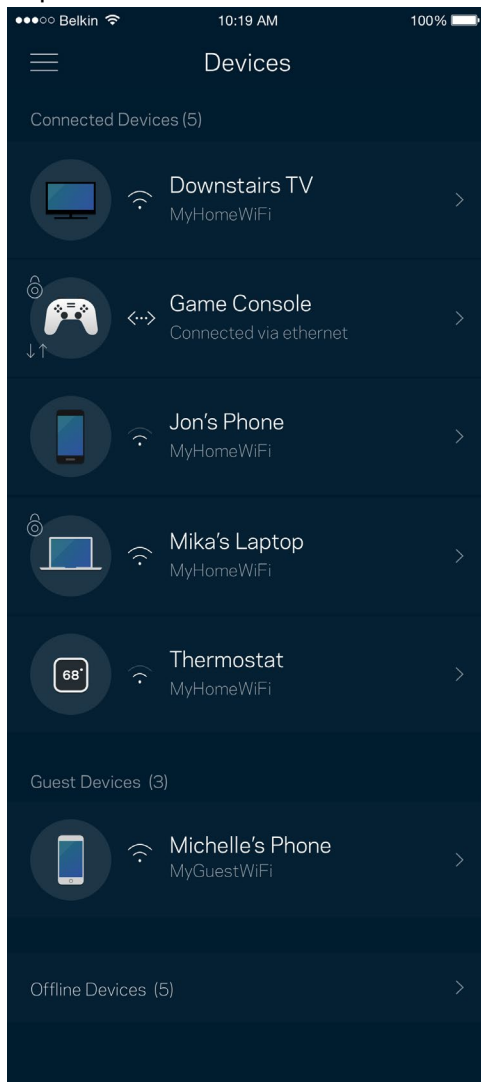 Belkin 10:19 AM 100%
Devices
Connected Devices (5)
Downstairs TV
MyHomeWiFi
Game Console
Connected via ethernet
Jon's Phone
MyHomeWiFi
Mika's Laptop
MyHomeWiFi
68°
Thermostat
MyHomeWiFi
Guest Devices (3)
Michelle's Phone
MyGuestWiFi
Offline Devices (5)